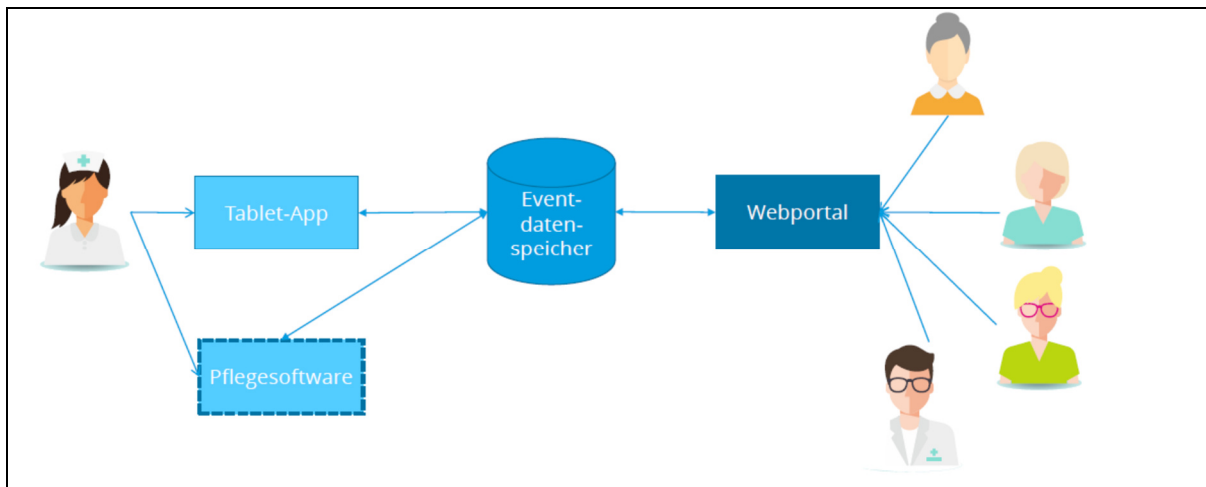 Tablet-App
Event-
daten-
speicher
Webportal
Pflegesoftware